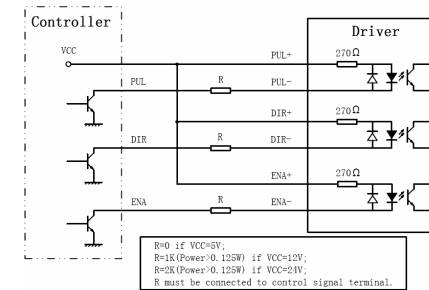 Controller
Driver
VCC
PUL+
270Ω
PUL
R
PUL-
DIR+
270Ω
DIR
R
DIR-
ENA+
270Ω
ENA
R
ENA-
R=0 if VCC=5V;
R=1K(Power>0.125W) if VCC=12V;
R=2K(Power>0.125W) if VCC=24V;
R must be connected to control signal terminal.